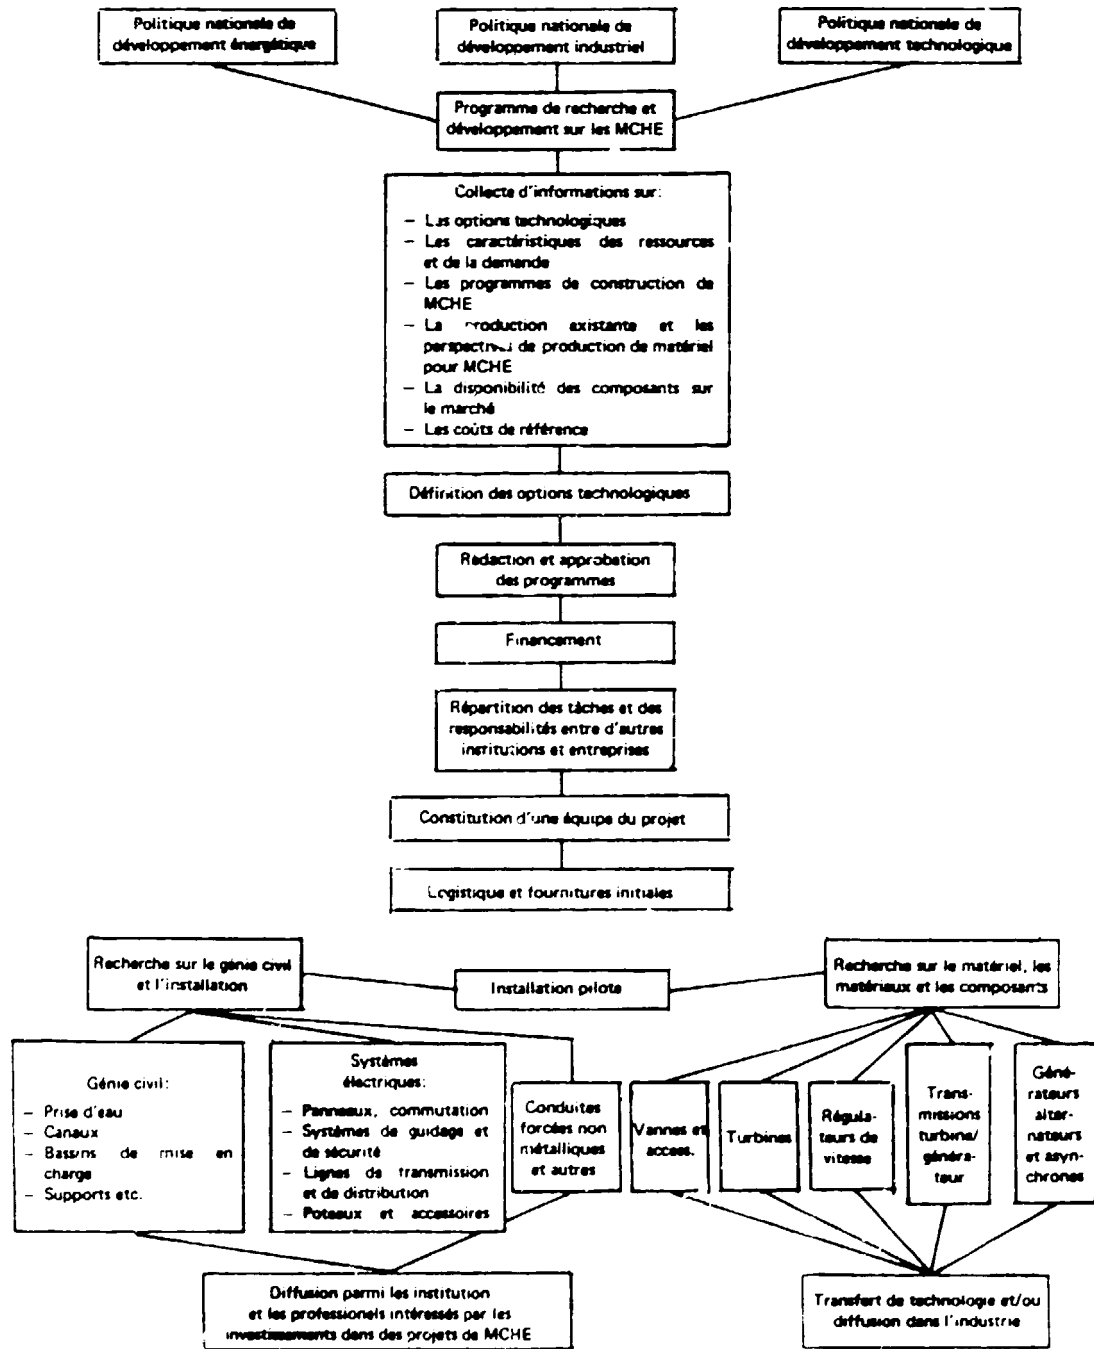 Politique nationale de
développement énergétique
Politique nationale de
développement industriel
Politique nationale de
développement technologique
Programme de recherche et
développement sur les MCHE
Collecte d'informations sur:
– Les options technologiques
– Les caractéristiques des ressources
et de la demande
– Les programmes de construction de
MCHE
– La production existante et les
perspectives de production de matériel
pour MCHE
– La disponibilité des composants sur
le marché
– Les coûts de référence
Définition des options technologiques
Rédaction et approbation
des programmes
Financement
Répartition des tâches et des
responsabilités entre d'autres
institutions et entreprises
Constitution d'une équipe du projet
Logistique et fournitures initiales
Recherche sur le génie civil
et l'installation
Installation pilote
Recherche sur le matériel, les
matériaux et les composants
Génie civil:
– Prise d'eau
– Canaux
– Bassins de mise en
charge
– Supports etc.
Systèmes
électriques:
– Panneaux, commutation
– Systèmes de guidage et
de sécurité
– Lignes de transmission
et de distribution
– Poteaux et accessoires
Conduites
forcées non
métalliques
et autres
Vannes et
access.
Turbines
Régula-
teurs de
vitesse
Trans-
missions
turbine/
généra-
teur
Géné-
rateurs
alter-
nateurs
et asyn-
chrones
Diffusion parmi les institution
et les professionels intéressés par les
investissements dans des projets de MCHE
Transfert de technologie et/ou
diffusion dans l'industrie